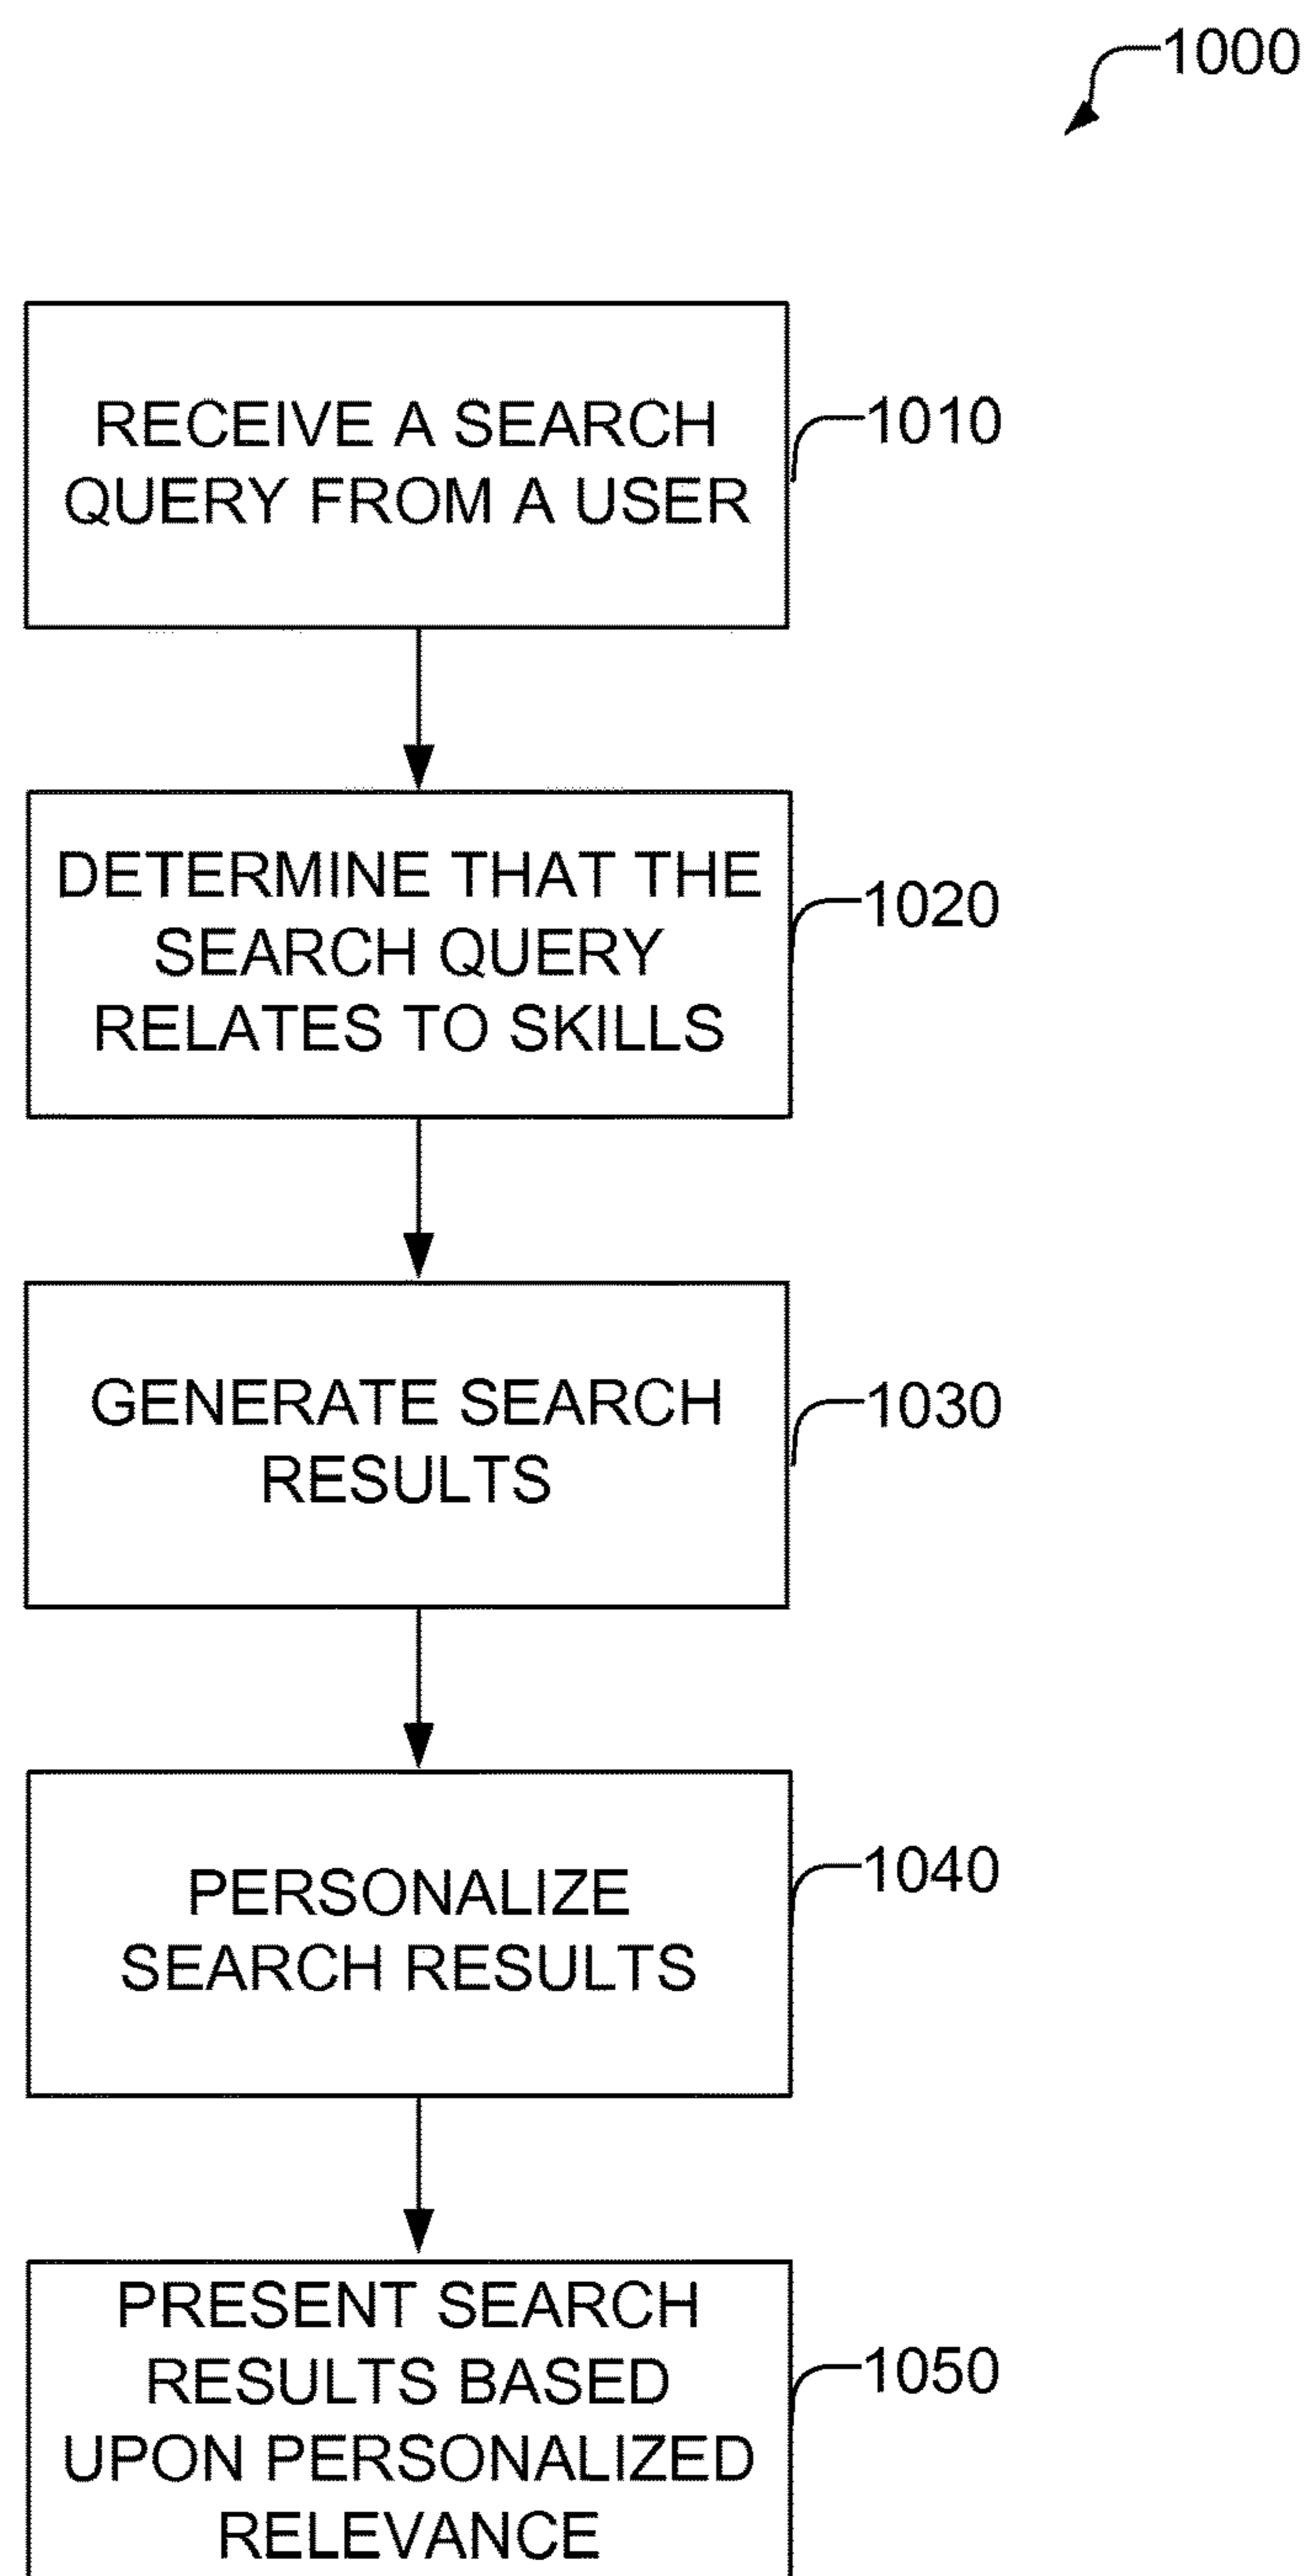 1000
RECEIVE A SEARCH
QUERY FROM A USER
1010
DETERMINE THAT THE
SEARCH QUERY
RELATES TO SKILLS
1020
GENERATE SEARCH
RESULTS
1030
PERSONALIZE
SEARCH RESULTS
1040
PRESENT SEARCH
RESULTS BASED
UPON PERSONALIZED
RELEVANCE
1050